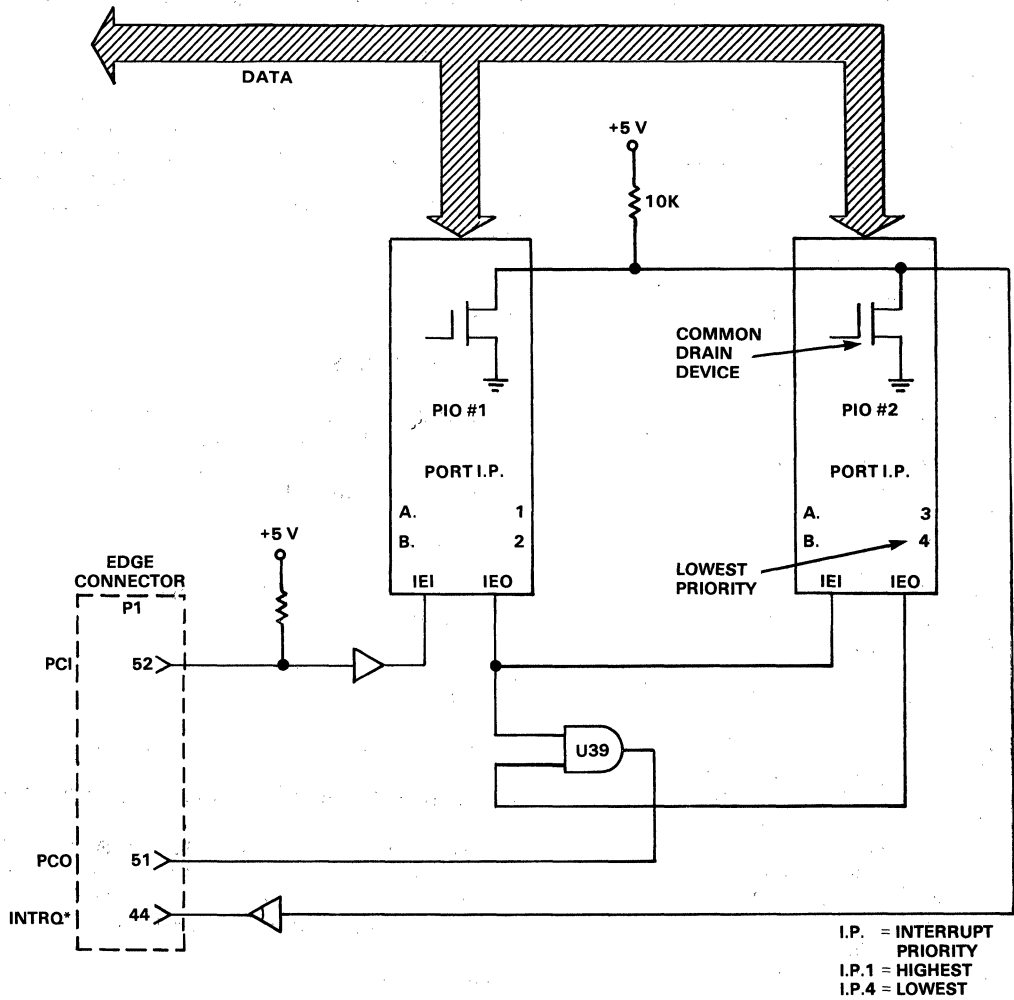 DATA
+5 V
10K
COMMON
DRAIN
DEVICE
PIO #1
PIO #2
PORT I.P.
PORT I.P.
A. 1
B. 2
A. 3
B. 4
IEI IEO
IEI IEO
LOWEST
PRIORITY
+5 V
EDGE
CONNECTOR
P1
PCI 52
U39
PCO 51
INTRQ* 44
I.P. = INTERRUPT
PRIORITY
I.P.1 = HIGHEST
I.P.4 = LOWEST